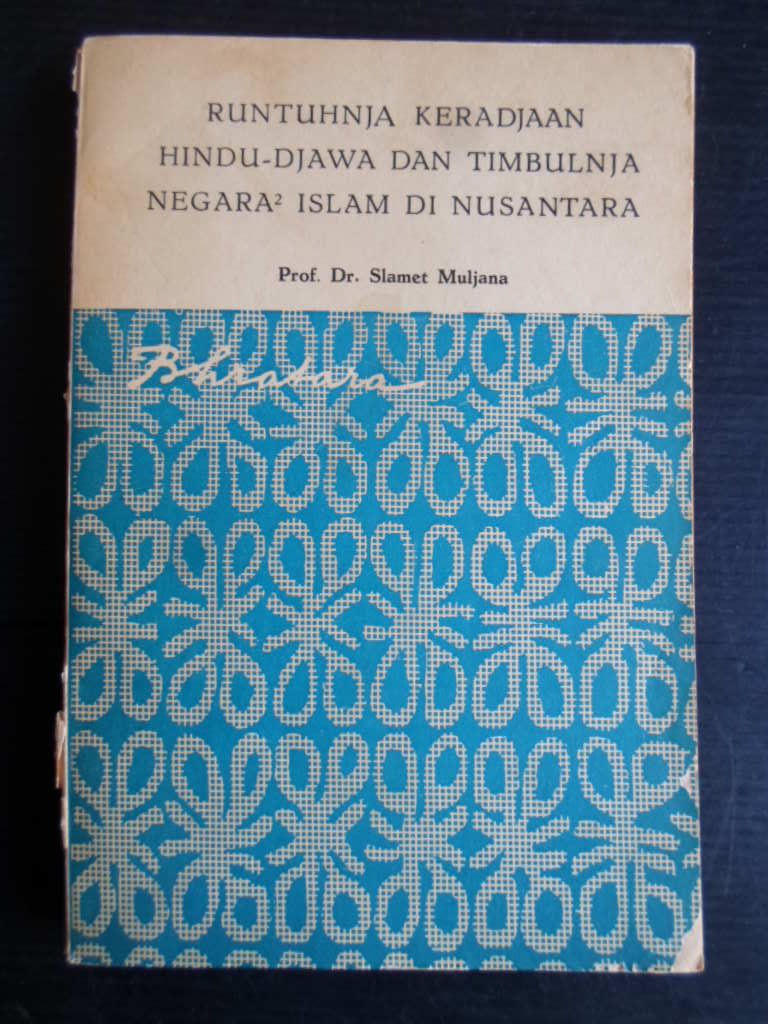 RUNTUHNJA KERADJAAN
HINDU-DJAWA DAN TIMBULNJA
NEGARA² ISLAM DI NUSANTARA
Prof. Dr. Slamet Muljana
Bhratara